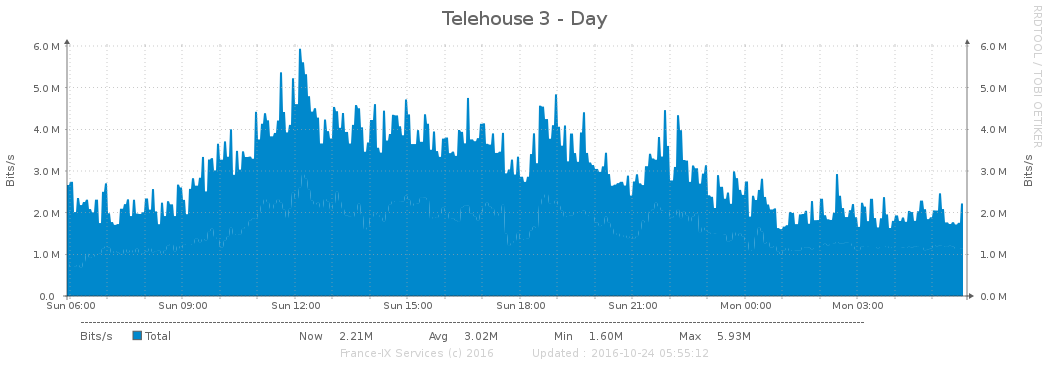 Telehouse 3 - Day
RRDTOOL / TOBI OETIKER
Bits/s
Bits/s
6.0 M 6.0 M
5.0 M 5.0 M
4.0 M 4.0 M
3.0 M 3.0 M
2.0 M 2.0 M
1.0 M 1.0 M
0.0 0.0 M
Sun 06:00 Sun 09:00 Sun 12:00 Sun 15:00 Sun 18:00 Sun 21:00 Mon 00:00 Mon 03:00
Bits/s Total Now 2.21M Avg 3.02M Min 1.60M Max 5.93M
France-IX Services (c) 2016 Updated : 2016-10-24 05:55:12